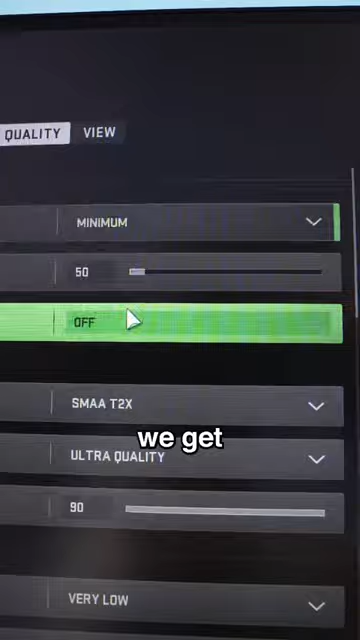 QUALITY VIEW
MINIMUM
50
OFF
SMAA T2X
we get
ULTRA QUALITY
90
VERY LOW